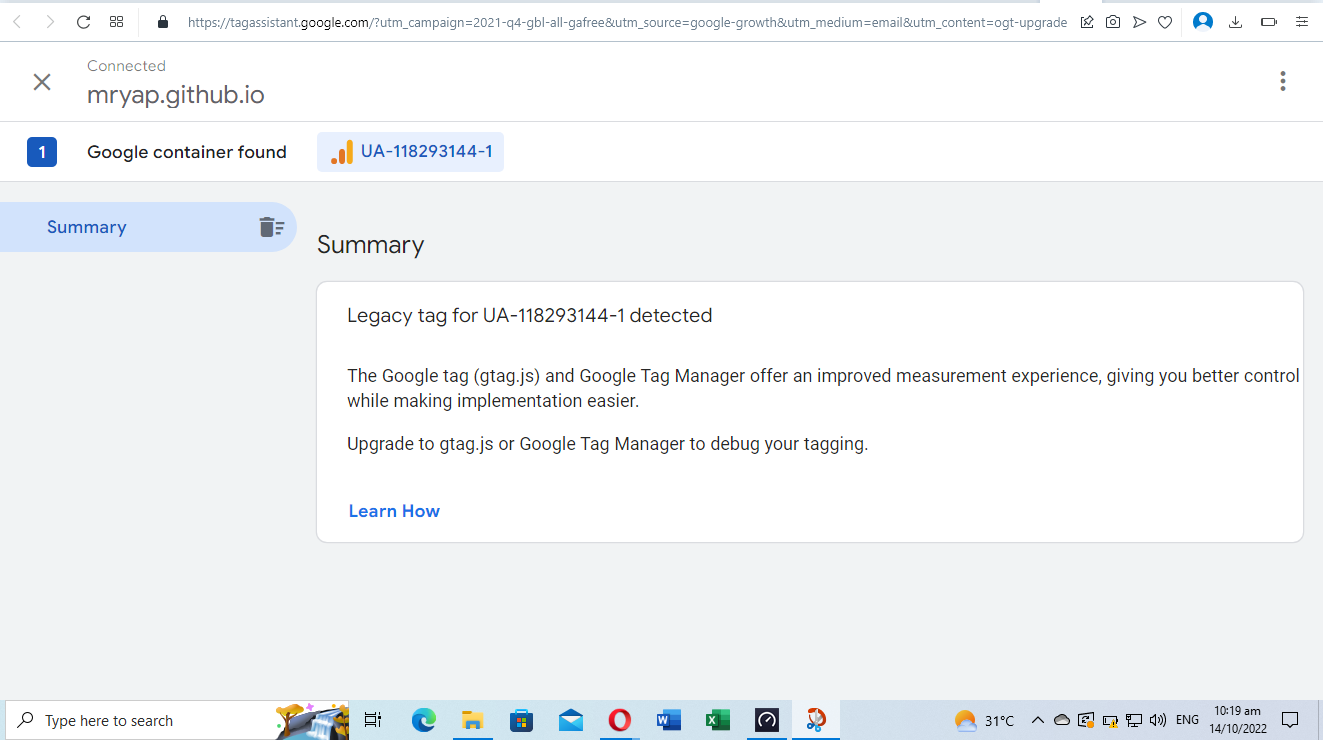 https://tagassistant.google.com/?utm_campaign=2021-q4-gbl-all-gafree&utm_source=google-growth&utm_medium=email&utm_content=ogt-upgrade
Connected
mryap.github.io
1 Google container found UA-118293144-1
Summary
Summary
Legacy tag for UA-118293144-1 detected
The Google tag (gtag.js) and Google Tag Manager offer an improved measurement experience, giving you better control
while making implementation easier.
Upgrade to gtag.js or Google Tag Manager to debug your tagging.
Learn How
Type here to search
31°C
ENG
10:19 am
14/10/2022